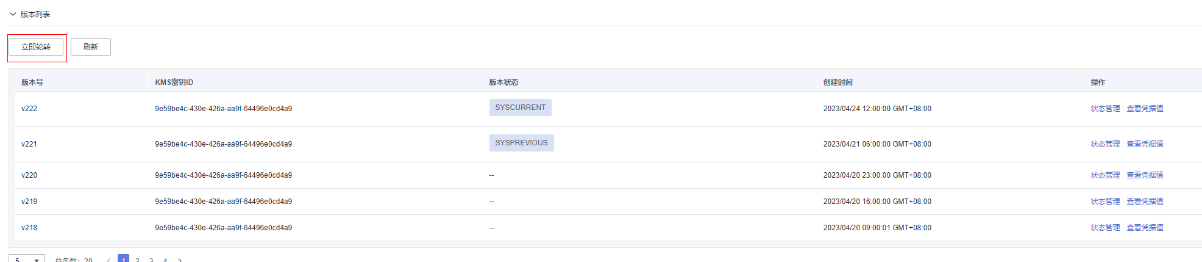 版本列表
立即轮转 刷新
版本号 KMS密钥ID 版本状态 创建时间 操作
v222 9e59be4c-430e-426a-aa9f-64496e0cd4a9 SYSCURRENT 2023/04/24 12:00:00 GMT+08:00 状态管理 查看凭据值
v221 9e59be4c-430e-426a-aa9f-64496e0cd4a9 SYSPREVIOUS 2023/04/21 06:00:00 GMT+08:00 状态管理 查看凭据值
v220 9e59be4c-430e-426a-aa9f-64496e0cd4a9 -- 2023/04/20 23:00:00 GMT+08:00 状态管理 查看凭据值
v219 9e59be4c-430e-426a-aa9f-64496e0cd4a9 -- 2023/04/20 16:00:00 GMT+08:00 状态管理 查看凭据值
v218 9e59be4c-430e-426a-aa9f-64496e0cd4a9 -- 2023/04/20 09:00:01 GMT+08:00 状态管理 查看凭据值
5 总条数: 20 < 1 2 3 4 >